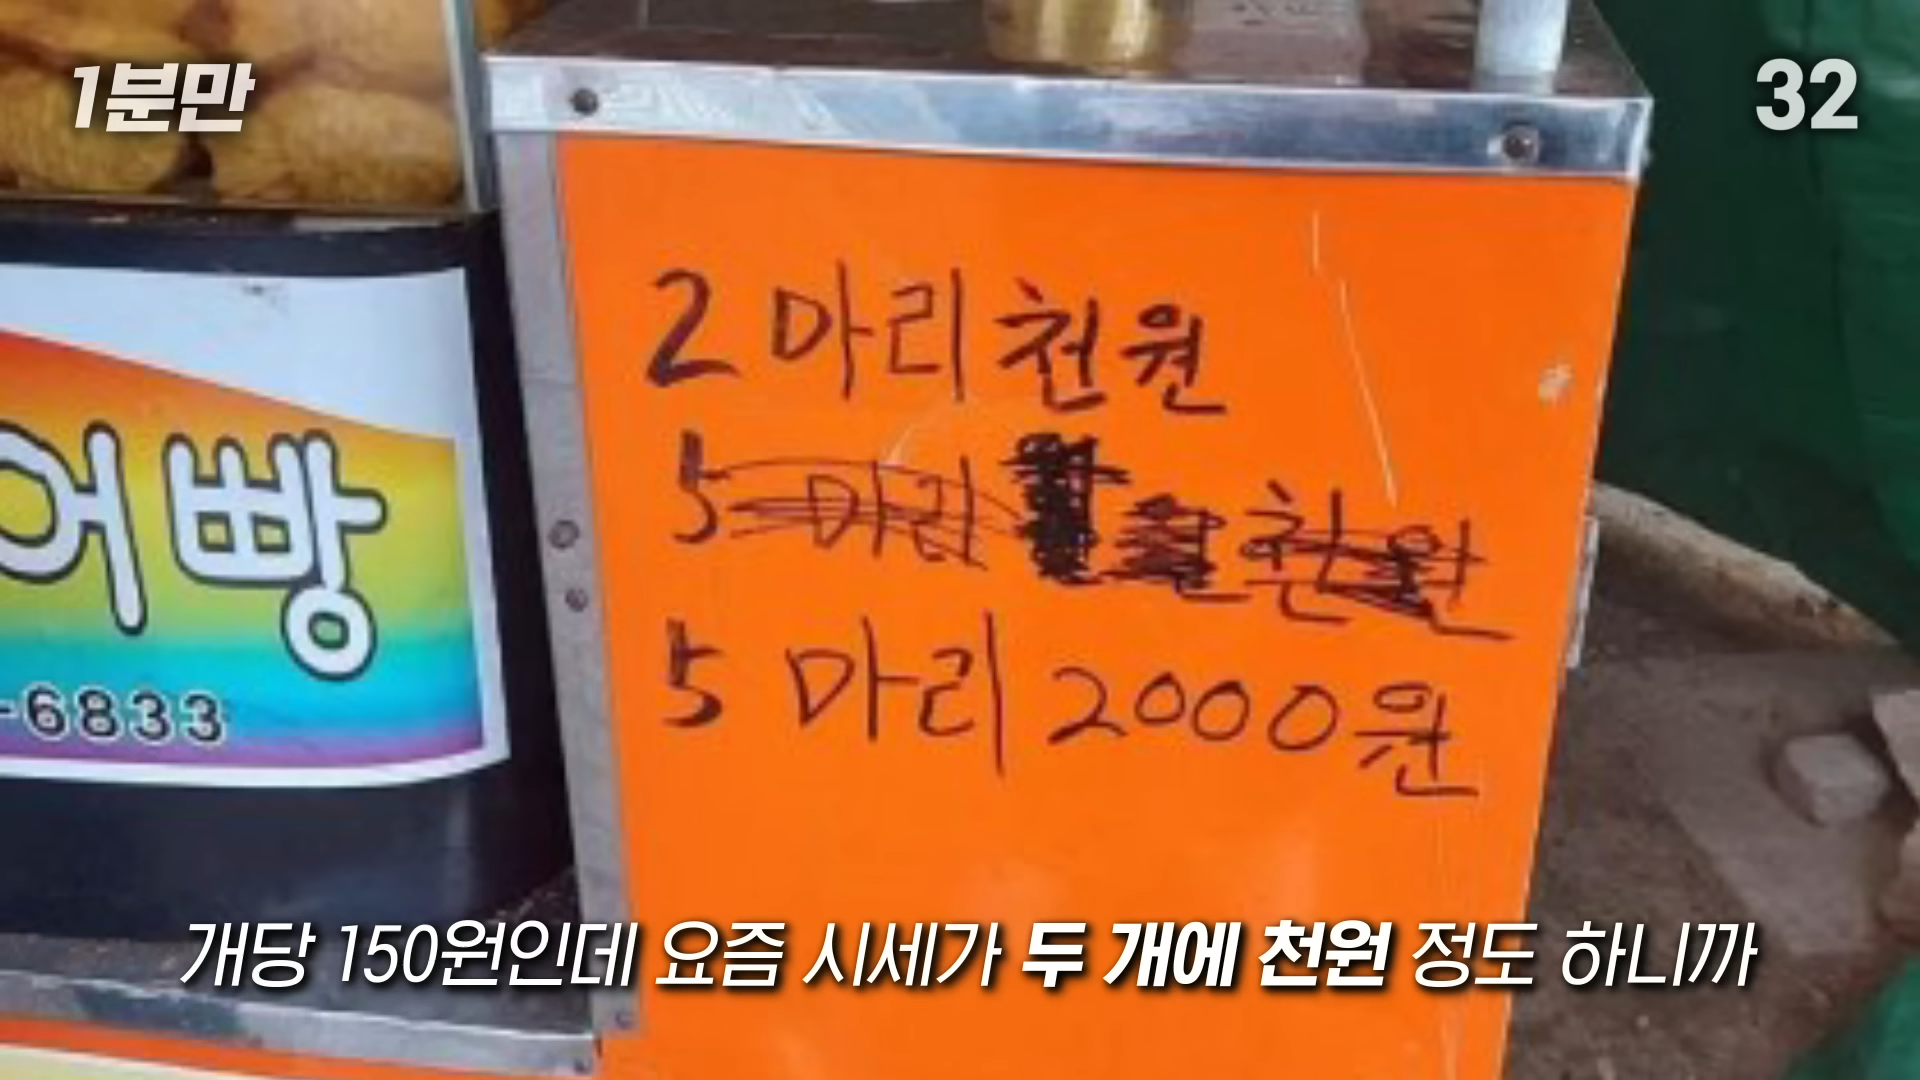 1분만
32
2마리 천원
5마리 천원
5마리 2000원
어빵
-6833
개당 150원인데 요즘 시세가 두 개에 천원 정도 하니까